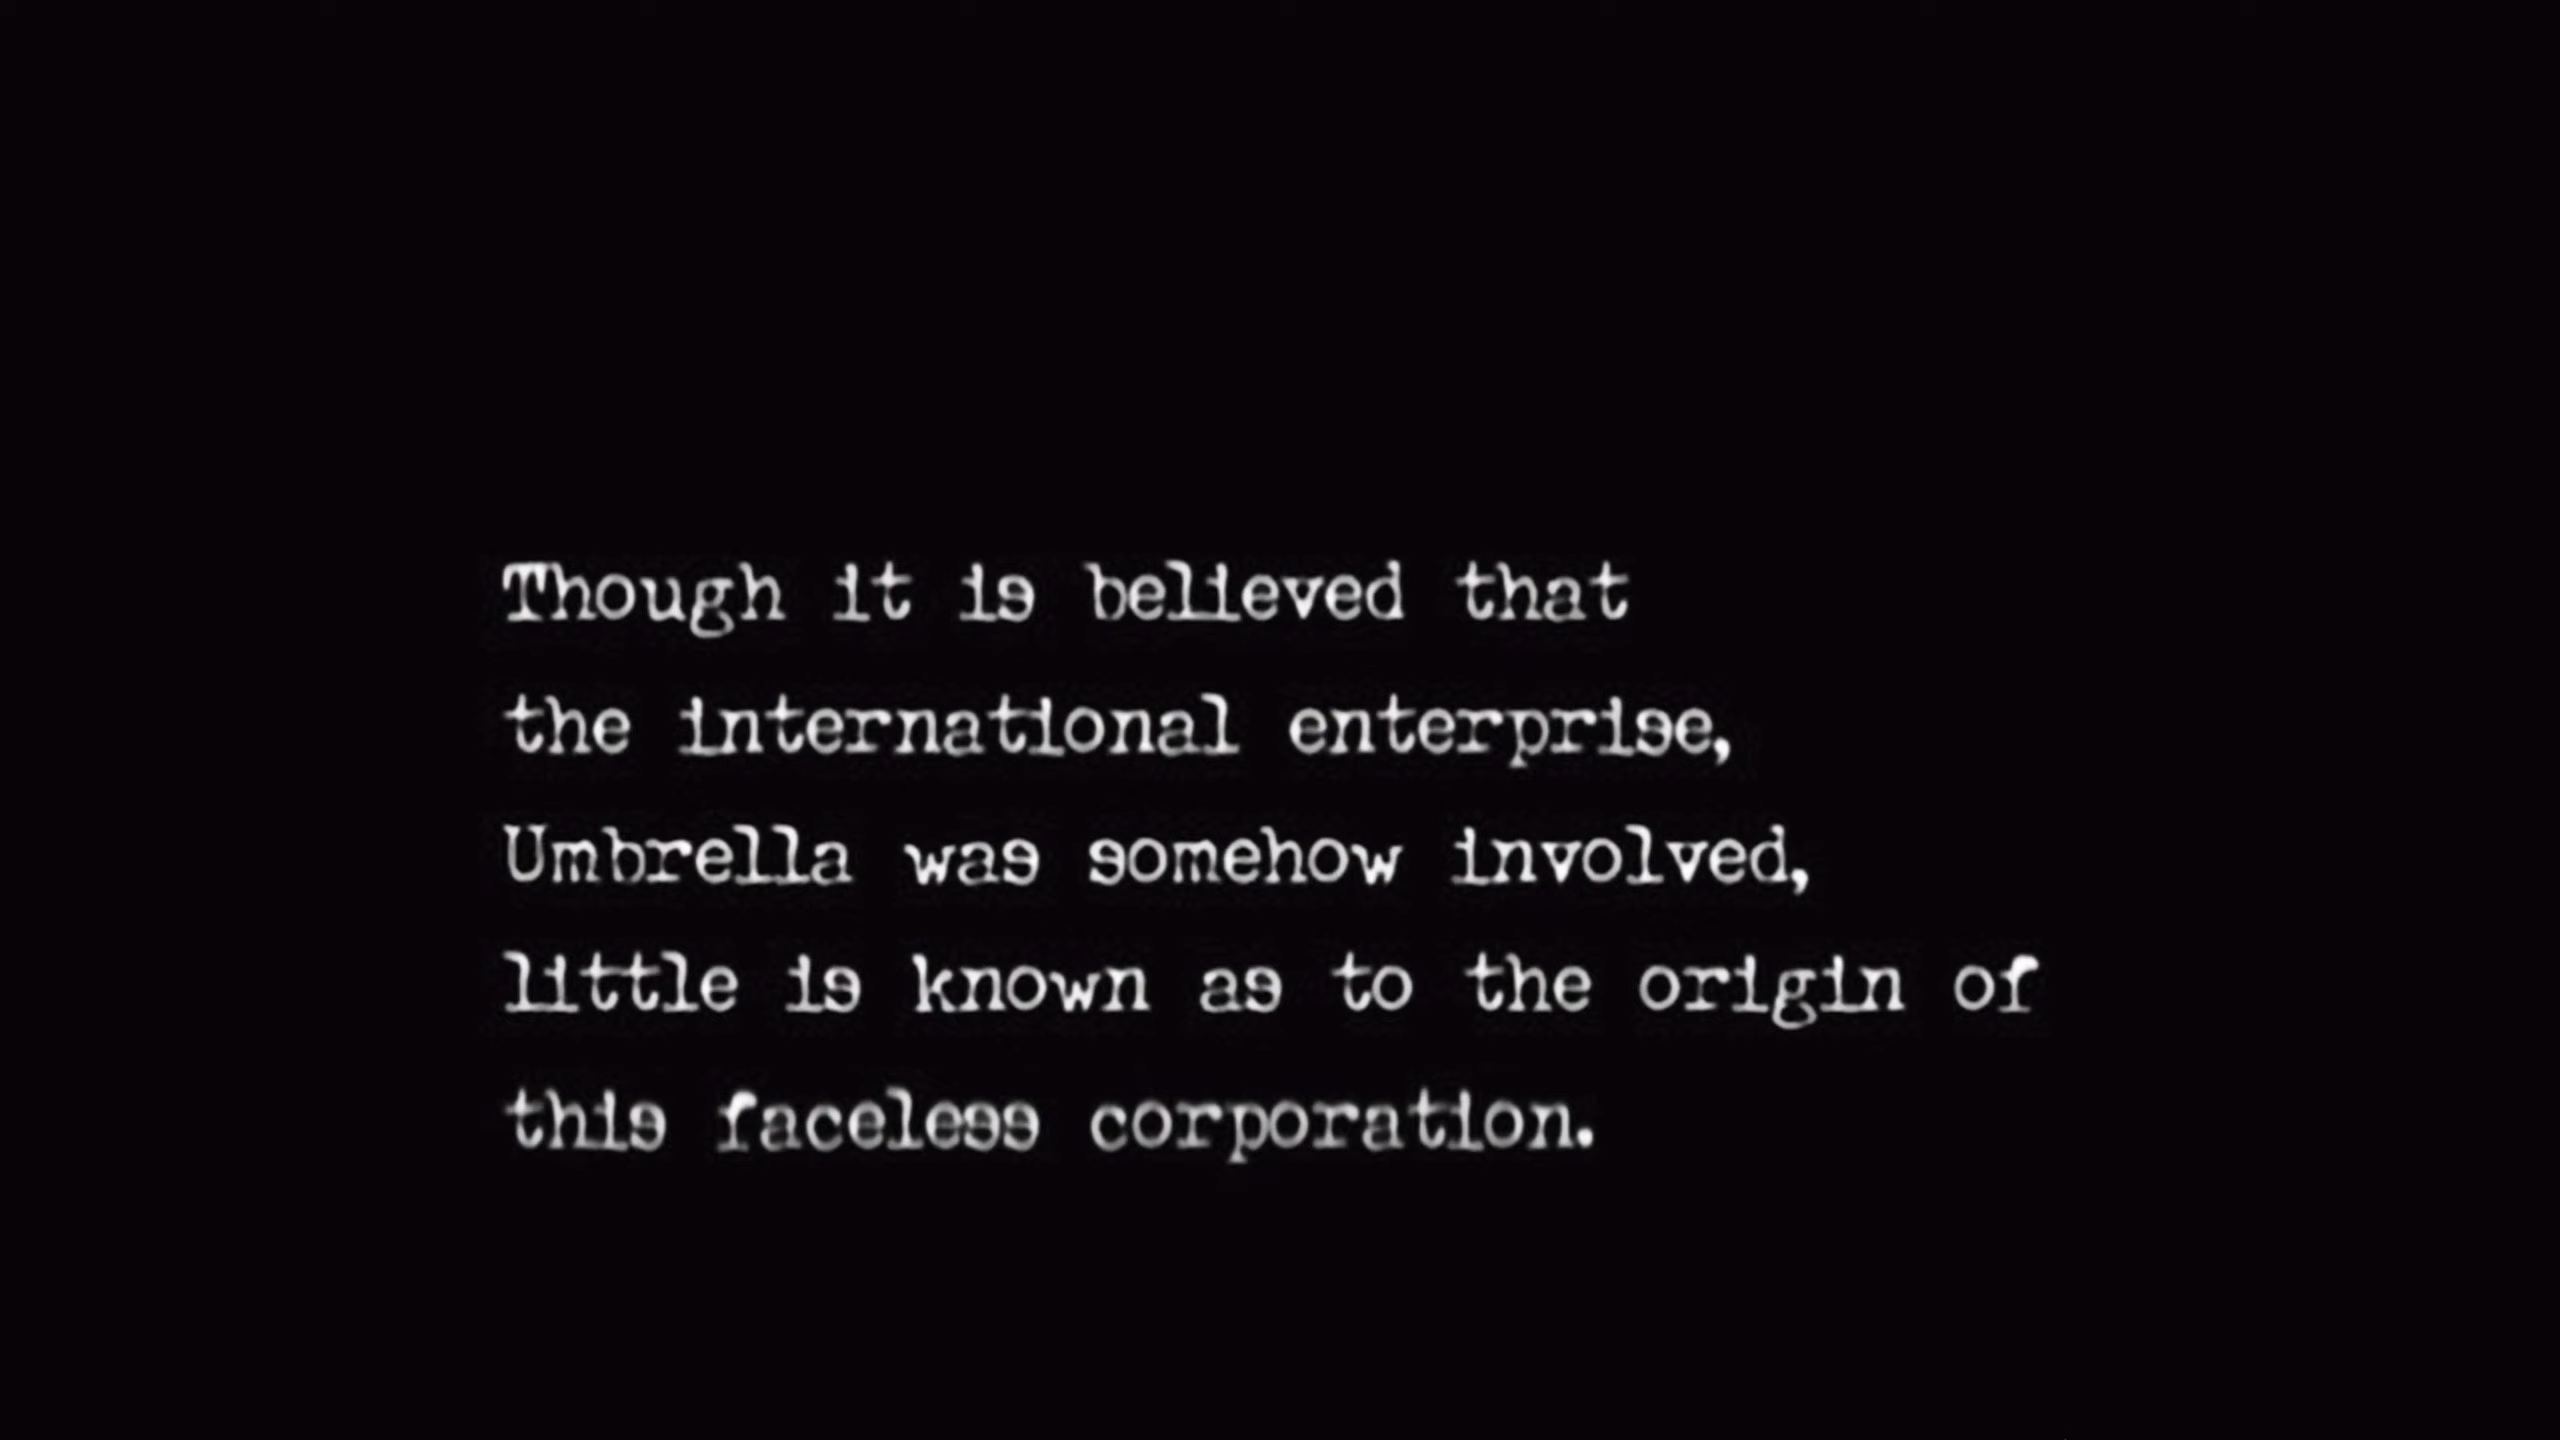 Though it is believed that
the international enterprise,
Umbrella was somehow involved,
little is known as to the origin of
this faceless corporation.